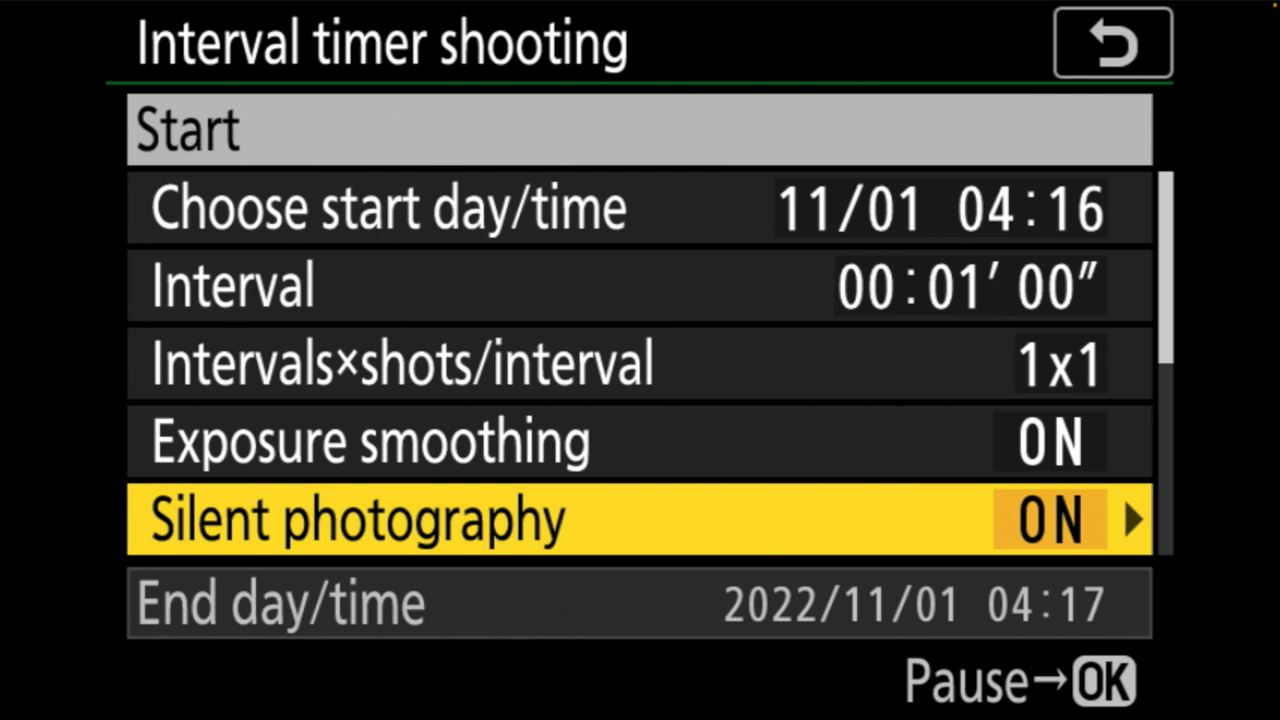 Interval timer shooting
Start
Choose start day/time 11/01 04:16
Interval 00:01′ 00″
Intervals×shots/interval 1x1
Exposure smoothing ON
Silent photography ON
End day/time 2022/11/01 04:17
Pause→OK